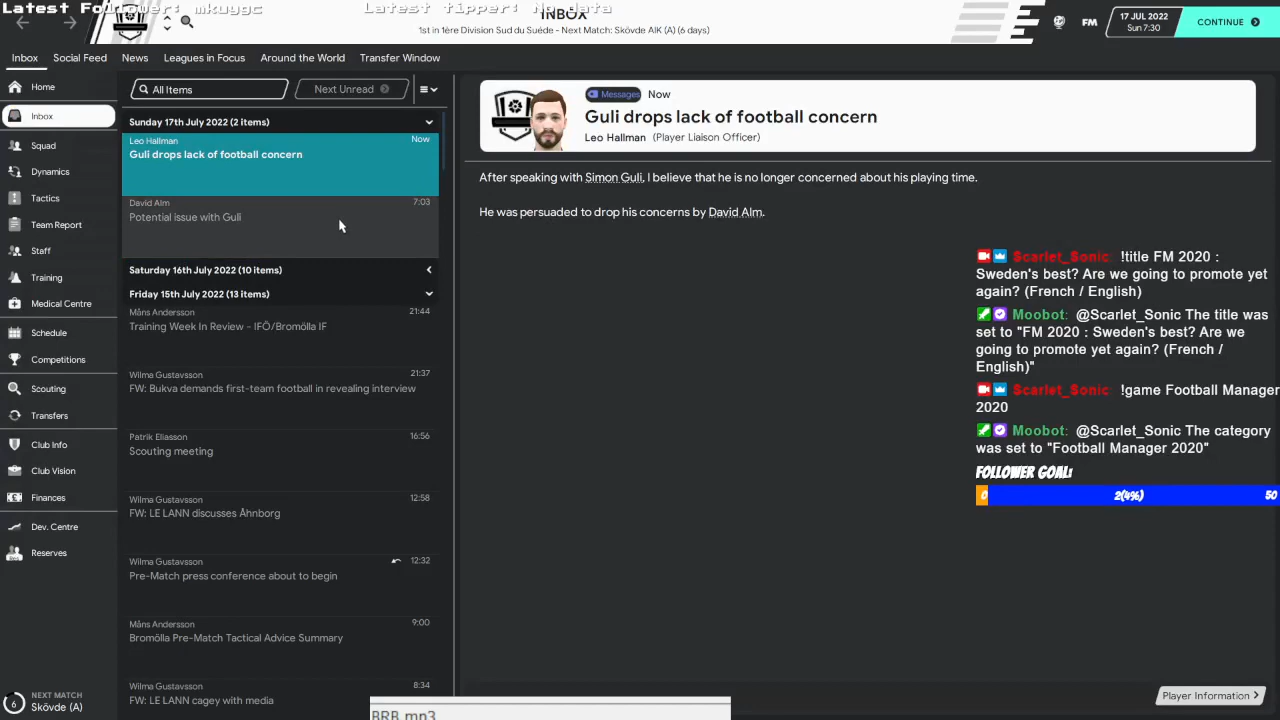 Latest Follower: mkuygc
Latest tipper: No data
INBOX
1st in 1ère Division Sud du Suède - Next Match: Skövde AIK (A) (6 days)
FM
17 JUL 2022
Sun 7:30
CONTINUE
Inbox
Social Feed
News
Leagues in Focus
Around the World
Transfer Window
Home
Inbox
Squad
Dynamics
Tactics
Team Report
Staff
Training
Medical Centre
Schedule
Competitions
Scouting
Transfers
Club Info
Club Vision
Finances
Dev. Centre
Reserves
NEXT MATCH
Skövde (A)
All Items
Next Unread
Sunday 17th July 2022 (2 items)
Leo Hallman
Now
Guli drops lack of football concern
David Alm
7:03
Potential issue with Guli
Saturday 16th July 2022 (10 items)
Friday 15th July 2022 (13 items)
Måns Andersson
21:44
Training Week In Review - IFÖ/Bromölla IF
Wilma Gustavsson
21:37
FW: Bukva demands first-team football in revealing interview
Patrik Eliasson
16:56
Scouting meeting
Wilma Gustavsson
12:58
FW: LE LANN discusses Åhnborg
Wilma Gustavsson
12:32
Pre-Match press conference about to begin
Måns Andersson
9:00
Bromölla Pre-Match Tactical Advice Summary
Wilma Gustavsson
8:34
FW: LE LANN cagey with media
Messages
Now
Guli drops lack of football concern
Leo Hallman (Player Liaison Officer)
After speaking with Simon Guli, I believe that he is no longer concerned about his playing time.
He was persuaded to drop his concerns by David Alm.
Scarlet_Sonic: !title FM 2020 :
Sweden's best? Are we going to promote yet
again? (French / English)
Moobot: @Scarlet_Sonic The title was
set to "FM 2020 : Sweden's best? Are we
going to promote yet again? (French /
English)"
Scarlet_Sonic: !game Football Manager
2020
Moobot: @Scarlet_Sonic The category
was set to "Football Manager 2020"
FOLLOWER GOAL:
0
2(4%)
50
Player Information
BRB.mp3